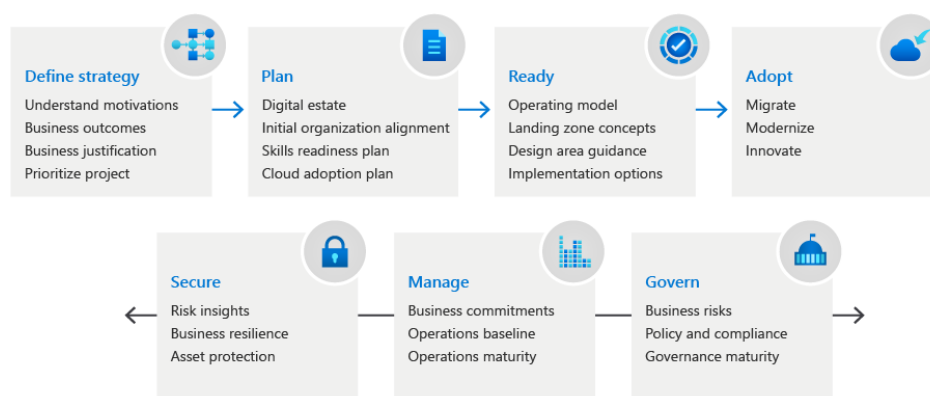 Define strategy
Understand motivations
Business outcomes
Business justification
Prioritize project
Plan
Digital estate
Initial organization alignment
Skills readiness plan
Cloud adoption plan
Ready
Operating model
Landing zone concepts
Design area guidance
Implementation options
Adopt
Migrate
Modernize
Innovate
Secure
Risk insights
Business resilience
Asset protection
Manage
Business commitments
Operations baseline
Operations maturity
Govern
Business risks
Policy and compliance
Governance maturity